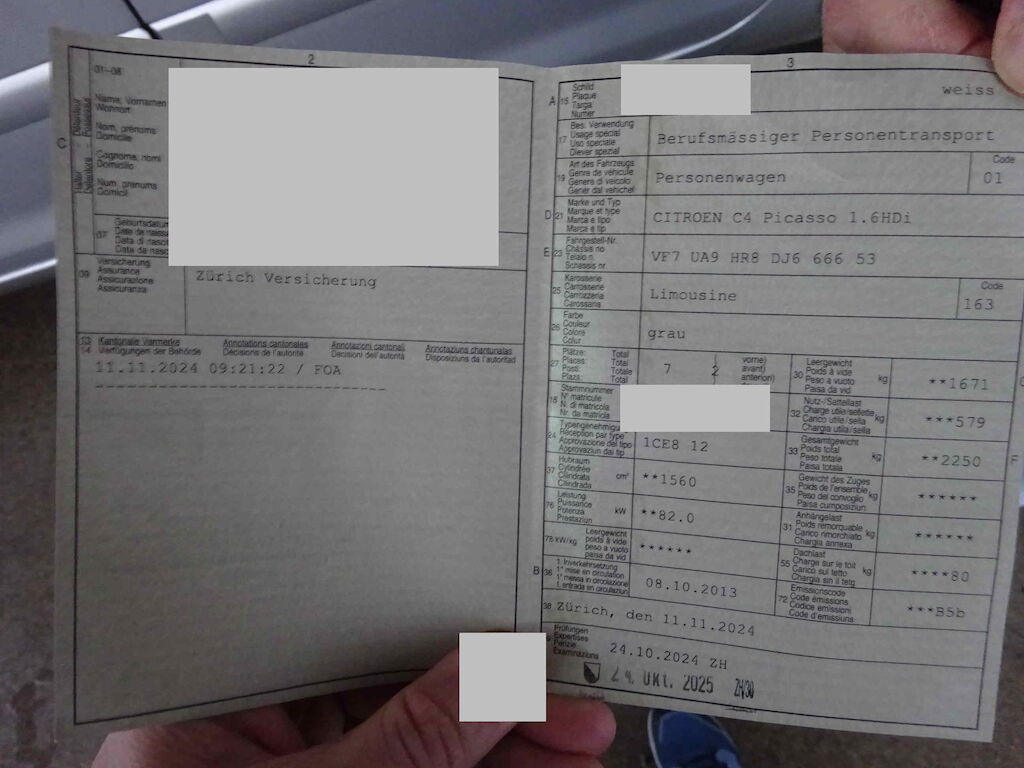 2
01-08
Name, Vornamen
Wohnort
Nom, prénoms
Domicile
C
Cognome, nomi
Domicilio
Num, prenums
Domicil
07
Geburtsdatum
Data di
Data da
09
Versicherung
Assurance
Assicurazione
Assicuranza
Zürich Versicherung
13
14
Kantonale Vermerke
Verfügungen der Behörde
Annotations cantonales
Décisions de l'autorité
Annotazioni cantonali
Decisioni dell'autorità
Annotaziuns chantunalas
Disposiziuns da l'autoritad
11.11.2024 09:21:22 / FOA
3
A
15
Schild
Plaque
Targa
Numer
weiss
17
Bes. Verwendung
Usage spécial
Uso speciale
Diever spezial
Berufsmässiger Personentransport
19
Art des Fahrzeugs
Genre de véhicule
Genere di veicolo
Gener dal vehichel
Personenwagen
Code
01
D
21
Marke und Typ
Marque et type
Marca e tipo
Marca e tip
CITROEN C4 Picasso 1.6HDi
E
23
Fahrgestell-Nr.
Châssis no
Telaio n.
Schassis nr.
VF7 UA9 HR8 DJ6 666 53
25
Karosserie
Carrosserie
Carrozzeria
Carossaria
Limousine
Code
163
26
Farbe
Couleur
Colore
Colur
grau
27
Plätze: Total
Places: Total
Posti: Totale
Plazs: Total
7
2
vorne)
avant)
anteriori)
30
Leergewicht
Poids à vide
Peso a vuoto
Paisa da vid
kg
**1671
18
Stammnummer
N° matricule
N. di matricola
Nr. da matricla
32
Nutz-/Sattellast
Charge utile/sellette
Carico utile/sella
Chargia utila/sella
kg
***579
24
Typengenehmigung
Réception par type
Approvazione del tipo
Approvaziun dal tip
1CE8 12
33
Gesamtgewicht
Poids total
Peso totale
Paisa totala
kg
**2250
F
37
Hubraum
Cylindrée
Cilindrata
Cilindrada
cm³
**1560
35
Gewicht des Zuges
Poids de l'ensemble
Peso del convoglio
Paisa cumposiziun
kg
******
76
Leistung
Puissance
Potenza
Prestaziun
kW
**82.0
31
Anhängelast
Poids remorquable
Carico rimorchiato
Chargia annexa
kg
******
78 kW/kg
Leergewicht
poids à vide
peso a vuoto
paisa da vid
******
55
Dachlast
Charge sur le toit
Carico sul tetto
Chargia sin il tetg
kg
****80
B
36
1. Inverkehrsetzung
1re mise en circulation
1a messa in circolazione
1. entrada en circulaziun
08.10.2013
72
Emissionscode
Code émissions
Codice emissioni
Code d'emissiuns
***B5b
38
Zürich, den 11.11.2024
Prüfungen
Expertises
Perizie
Examinaziuns
24.10.2024 ZH
24. Okt. 2025 ZH/30